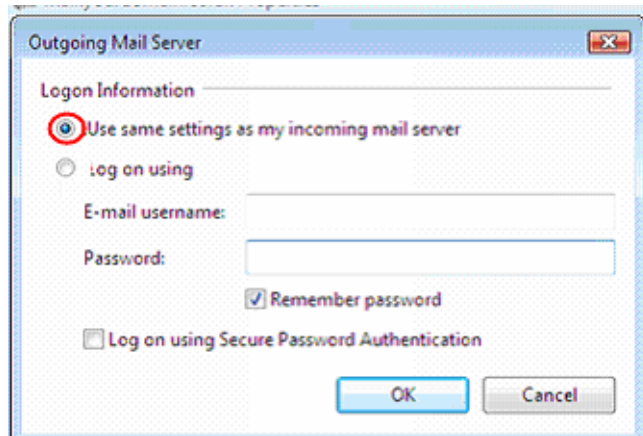 Outgoing Mail Server
Logon Information
Use same settings as my incoming mail server
Log on using
E-mail username:
Password:
Remember password
Log on using Secure Password Authentication
OK Cancel